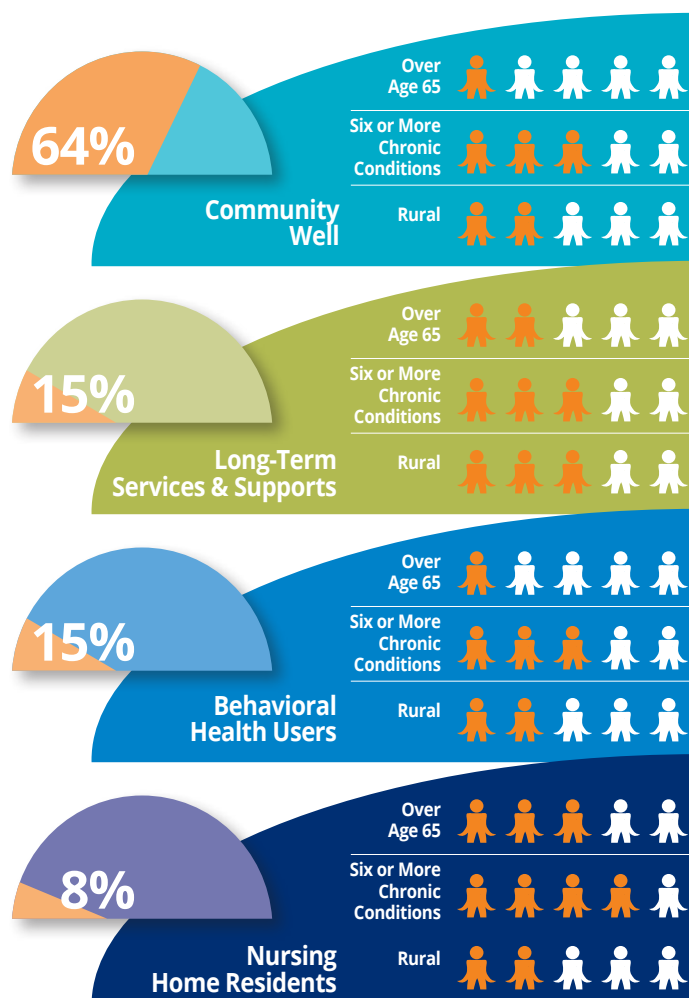 64%
Community
Well
Over
Age 65
Six or More
Chronic
Conditions
Rural
15%
Long-Term
Services & Supports
Over
Age 65
Six or More
Chronic
Conditions
Rural
15%
Behavioral
Health Users
Over
Age 65
Six or More
Chronic
Conditions
Rural
8%
Nursing
Home Residents
Over
Age 65
Six or More
Chronic
Conditions
Rural